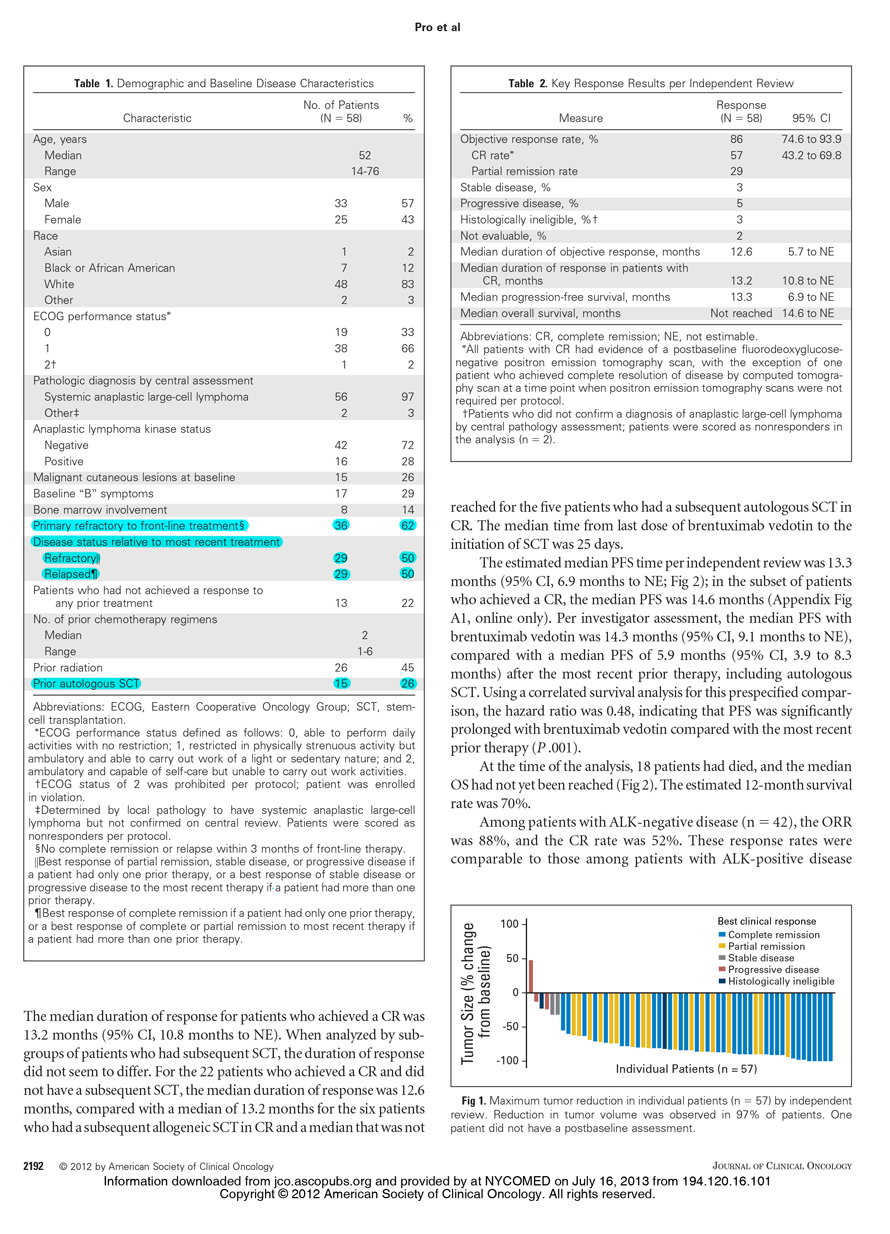 Pro et al
Table 1. Demographic and Baseline Disease Characteristics
Characteristic
No. of Patients
(N = 58)
%
Age, years
Median 52
Range 14-76
Sex
Male 33 57
Female 25 43
Race
Asian 1 2
Black or African American 7 12
White 48 83
Other 2 3
ECOG performance status*
0 19 33
1 38 66
2† 1 2
Pathologic diagnosis by central assessment
Systemic anaplastic large-cell lymphoma 56 97
Other‡ 2 3
Anaplastic lymphoma kinase status
Negative 42 72
Positive 16 28
Malignant cutaneous lesions at baseline 15 26
Baseline “B” symptoms 17 29
Bone marrow involvement 8 14
Primary refractory to front-line treatment§ 36 62
Disease status relative to most recent treatment
Refractory‖ 29 50
Relapsed¶ 29 50
Patients who had not achieved a response to
any prior treatment 13 22
No. of prior chemotherapy regimens
Median 2
Range 1-6
Prior radiation 26 45
Prior autologous SCT 15 26
Abbreviations: ECOG, Eastern Cooperative Oncology Group; SCT, stem-
cell transplantation.
*ECOG performance status defined as follows: 0, able to perform daily
activities with no restriction; 1, restricted in physically strenuous activity but
ambulatory and able to carry out work of a light or sedentary nature; and 2,
ambulatory and capable of self-care but unable to carry out work activities.
†ECOG status of 2 was prohibited per protocol; patient was enrolled
in violation.
‡Determined by local pathology to have systemic anaplastic large-cell
lymphoma but not confirmed on central review. Patients were scored as
nonresponders per protocol.
§No complete remission or relapse within 3 months of front-line therapy.
‖Best response of partial remission, stable disease, or progressive disease if
a patient had only one prior therapy, or a best response of stable disease or
progressive disease to the most recent therapy if a patient had more than one
prior therapy.
¶Best response of complete remission if a patient had only one prior therapy,
or a best response of complete or partial remission to most recent therapy if
a patient had more than one prior therapy.
The median duration of response for patients who achieved a CR was
13.2 months (95% CI, 10.8 months to NE). When analyzed by sub-
groups of patients who had subsequent SCT, the duration of response
did not seem to differ. For the 22 patients who achieved a CR and did
not have a subsequent SCT, the median duration of response was 12.6
months, compared with a median of 13.2 months for the six patients
who had a subsequent allogeneic SCT in CR and a median that was not
Table 2. Key Response Results per Independent Review
Measure
Response
(N = 58)
95% CI
Objective response rate, % 86 74.6 to 93.9
CR rate* 57 43.2 to 69.8
Partial remission rate 29
Stable disease, % 3
Progressive disease, % 5
Histologically ineligible, %† 3
Not evaluable, % 2
Median duration of objective response, months 12.6 5.7 to NE
Median duration of response in patients with
CR, months 13.2 10.8 to NE
Median progression-free survival, months 13.3 6.9 to NE
Median overall survival, months Not reached 14.6 to NE
Abbreviations: CR, complete remission; NE, not estimable.
*All patients with CR had evidence of a postbaseline fluorodeoxyglucose-
negative positron emission tomography scan, with the exception of one
patient who achieved complete resolution of disease by computed tomogra-
phy scan at a time point when positron emission tomography scans were not
required per protocol.
†Patients who did not confirm a diagnosis of anaplastic large-cell lymphoma
by central pathology assessment; patients were scored as nonresponders in
the analysis (n = 2).
reached for the five patients who had a subsequent autologous SCT in
CR. The median time from last dose of brentuximab vedotin to the
initiation of SCT was 25 days.
The estimated median PFS time per independent review was 13.3
months (95% CI, 6.9 months to NE; Fig 2); in the subset of patients
who achieved a CR, the median PFS was 14.6 months (Appendix Fig
A1, online only). Per investigator assessment, the median PFS with
brentuximab vedotin was 14.3 months (95% CI, 9.1 months to NE),
compared with a median PFS of 5.9 months (95% CI, 3.9 to 8.3
months) after the most recent prior therapy, including autologous
SCT. Using a correlated survival analysis for this prespecified compar-
ison, the hazard ratio was 0.48, indicating that PFS was significantly
prolonged with brentuximab vedotin compared with the most recent
prior therapy (P .001).
At the time of the analysis, 18 patients had died, and the median
OS had not yet been reached (Fig 2). The estimated 12-month survival
rate was 70%.
Among patients with ALK-negative disease (n = 42), the ORR
was 88%, and the CR rate was 52%. These response rates were
comparable to those among patients with ALK-positive disease
Tumor Size (% change
from baseline)
100
50
0
-50
-100
Best clinical response
Complete remission
Partial remission
Stable disease
Progressive disease
Histologically ineligible
Individual Patients (n = 57)
Fig 1. Maximum tumor reduction in individual patients (n = 57) by independent
review. Reduction in tumor volume was observed in 97% of patients. One
patient did not have a postbaseline assessment.
2192 © 2012 by American Society of Clinical Oncology
JOURNAL OF CLINICAL ONCOLOGY
Information downloaded from jco.ascopubs.org and provided by at NYCOMED on July 16, 2013 from 194.120.16.101
Copyright © 2012 American Society of Clinical Oncology. All rights reserved.